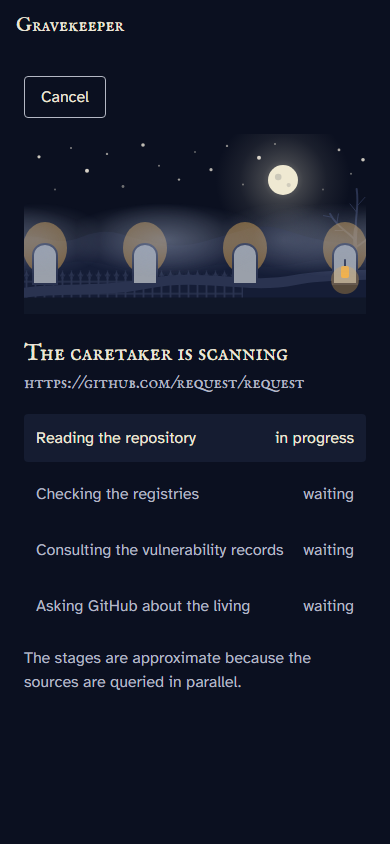 Gravekeeper
Cancel
The caretaker is scanning
https://github.com/request/request
Reading the repository in progress
Checking the registries waiting
Consulting the vulnerability records waiting
Asking GitHub about the living waiting
The stages are approximate because the
sources are queried in parallel.